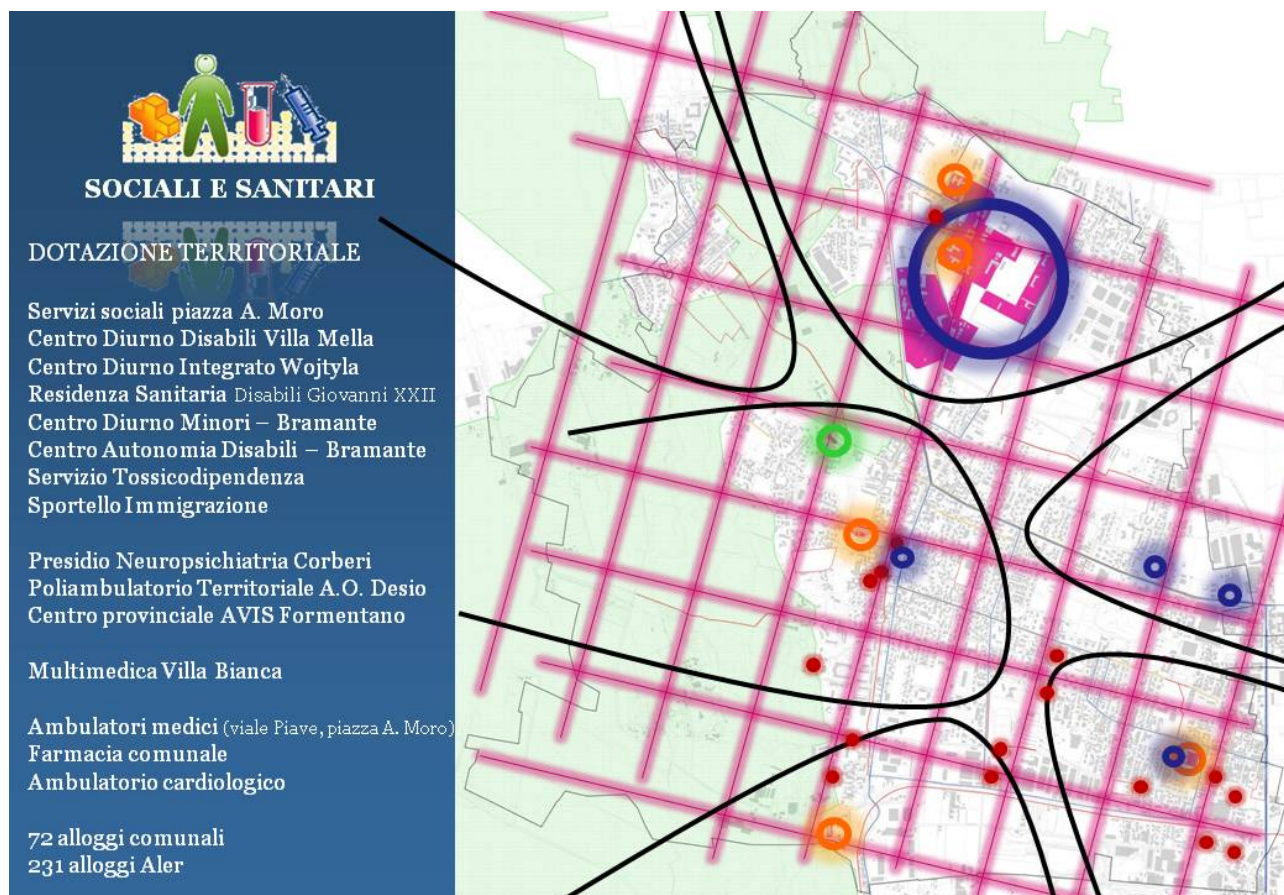 SOCIALI E SANITARI
DOTAZIONE TERRITORIALE
Servizi sociali piazza A. Moro
Centro Diurno Disabili Villa Mella
Centro Diurno Integrato Wojtyla
Residenza Sanitaria Disabili Giovanni XXII
Centro Diurno Minori – Bramante
Centro Autonomia Disabili – Bramante
Servizio Tossicodipendenza
Sportello Immigrazione
Presidio Neuropsichiatria Corberi
Poliambulatorio Territoriale A.O. Desio
Centro provinciale AVIS Formentano
Multimedica Villa Bianca
Ambulatori medici (viale Piave, piazza A. Moro)
Farmacia comunale
Ambulatorio cardiologico
72 alloggi comunali
231 alloggi Aler